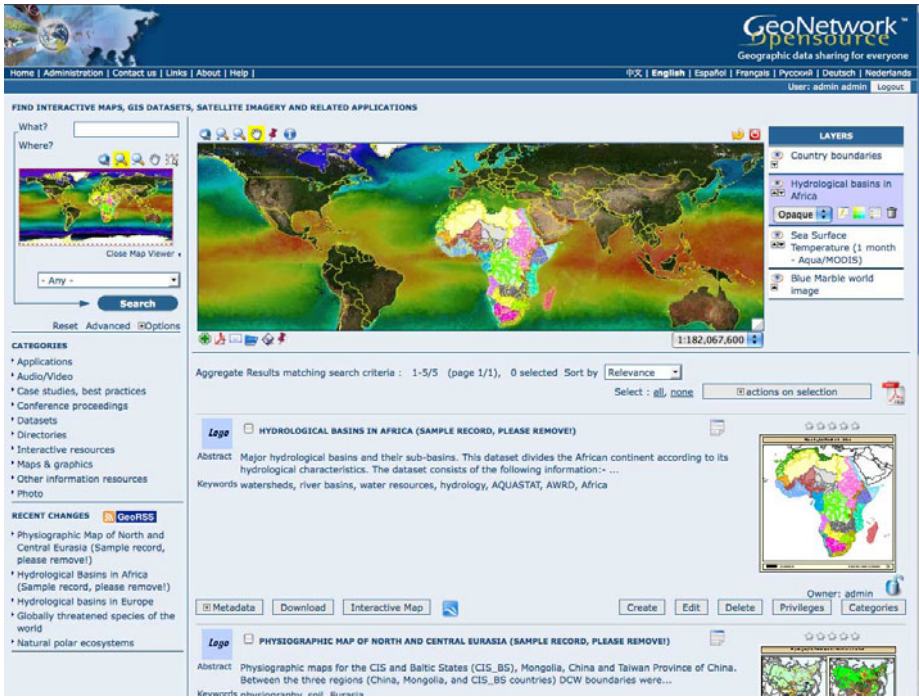 GeoNetwork™
Opensource
Geographic data sharing for everyone
Home | Administration | Contact us | Links | About | Help |
中文 | English | Español | Français | Русский | Deutsch | Nederlands
User: admin admin Logout
FIND INTERACTIVE MAPS, GIS DATASETS, SATELLITE IMAGERY AND RELATED APPLICATIONS
What?
Where?
Close Map Viewer
- Any -
Search
Reset Advanced Options
CATEGORIES
Applications
Audio/Video
Case studies, best practices
Conference proceedings
Datasets
Directories
Interactive resources
Maps & graphics
Other information resources
Photo
RECENT CHANGES GeoRSS
Physiographic Map of North and
Central Eurasia (Sample record,
please remove!)
Hydrological Basins in Africa
(Sample record, please remove!)
Hydrological basins in Europe
Globally threatened species of the
world
Natural polar ecosystems
LAYERS
Country boundaries
Hydrological basins in
Africa
Opaque
Sea Surface
Temperature (1 month
- Aqua/MODIS)
Blue Marble world
image
1:182,067,600
Aggregate Results matching search criteria : 1-5/5 (page 1/1), 0 selected Sort by Relevance
Select : all, none actions on selection
Logo HYDROLOGICAL BASINS IN AFRICA (SAMPLE RECORD, PLEASE REMOVE!)
Abstract Major hydrological basins and their sub-basins. This dataset divides the African continent according to its
hydrological characteristics. The dataset consists of the following information:- ...
Keywords watersheds, river basins, water resources, hydrology, AQUASTAT, AWRD, Africa
Owner: admin
Metadata Download Interactive Map Create Edit Delete Privileges Categories
Logo PHYSIOGRAPHIC MAP OF NORTH AND CENTRAL EURASIA (SAMPLE RECORD, PLEASE REMOVE!)
Abstract Physiographic maps for the CIS and Baltic States (CIS_BS), Mongolia, China and Taiwan Province of China.
Between the three regions (China, Mongolia, and CIS_BS countries) DCW boundaries were...
Keywords physiography, soil, Eurasia